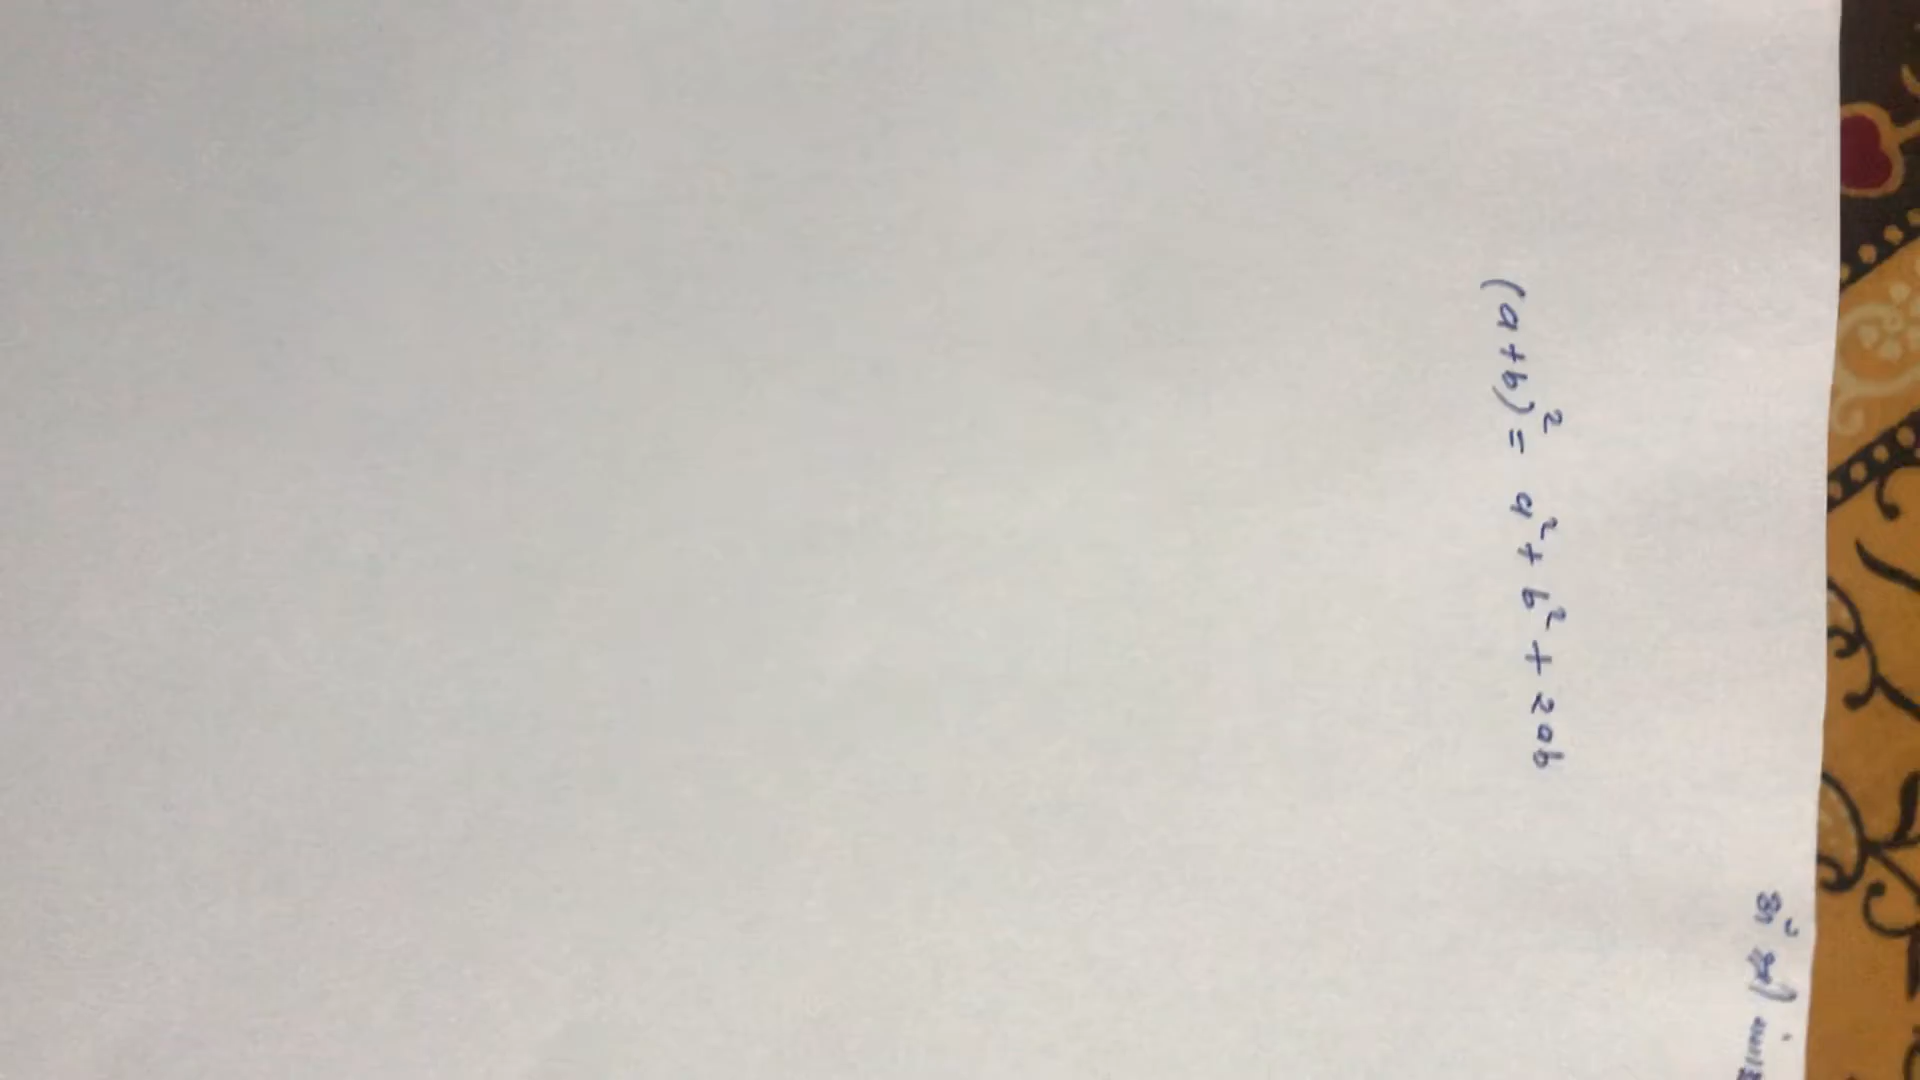 (a+b)² = a² + b² + 2ab